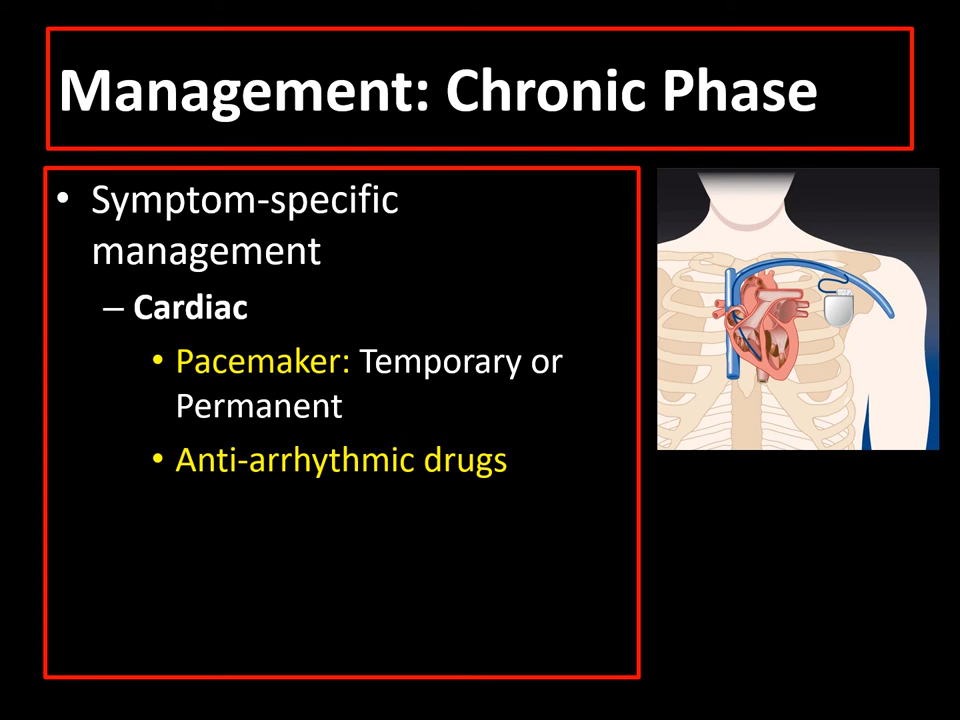 Management: Chronic Phase
• Symptom-specific
management
– Cardiac
• Pacemaker: Temporary or
Permanent
• Anti-arrhythmic drugs